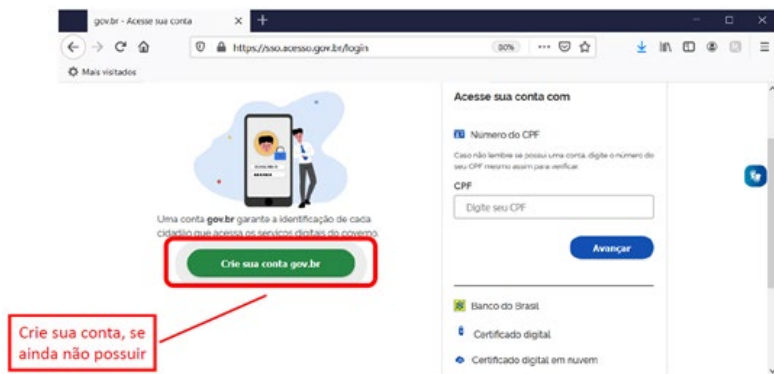 gov.br - Acesse sua conta
https://sso.acesso.gov.br/login
80%
Mais visitados
Uma conta gov.br garante a identificação de cada
cidadão que acessa os serviços digitais do governo.
Crie sua conta gov.br
Crie sua conta, se
ainda não possuir
Acesse sua conta com
Número do CPF
Caso não lembre se possui uma conta, digite o número do
seu CPF mesmo assim para verificar.
CPF
Digite seu CPF
Avançar
Banco do Brasil
Certificado digital
Certificado digital em nuvem